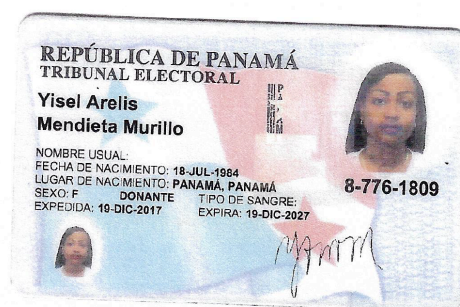 REPÚBLICA DE PANAMÁ
TRIBUNAL ELECTORAL
Yisel Arelis
Mendieta Murillo
NOMBRE USUAL:
FECHA DE NACIMIENTO: 18-JUL-1984
LUGAR DE NACIMIENTO: PANAMÁ, PANAMÁ
SEXO: F DONANTE TIPO DE SANGRE:
EXPEDIDA: 19-DIC-2017 EXPIRA: 19-DIC-2027
8-776-1809